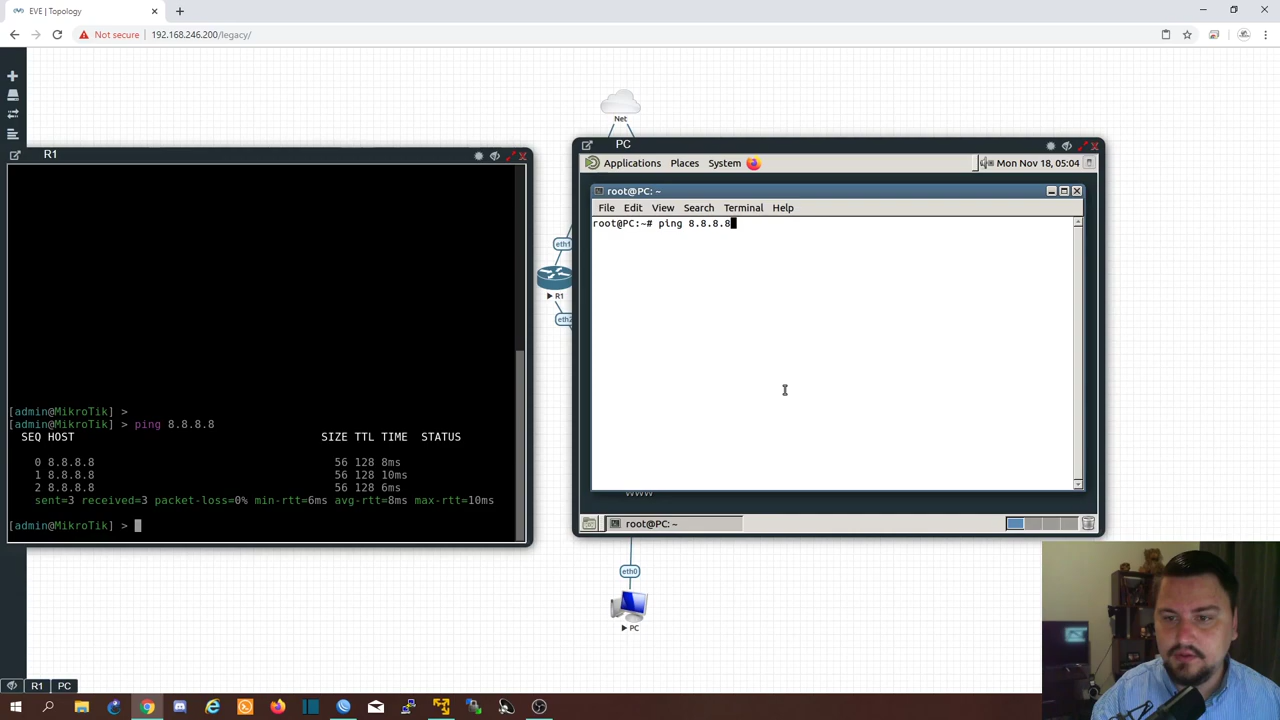 EVE | Topology
Not secure
192.168.246.200/legacy/
Net
R1
PC
Applications Places System
Mon Nov 18, 05:04
root@PC: ~
File Edit View Search Terminal Help
root@PC:~# ping 8.8.8.8
eth1
R1
eth2
[admin@MikroTik] >
[admin@MikroTik] > ping 8.8.8.8
SEQ HOST SIZE TTL TIME STATUS
0 8.8.8.8 56 128 8ms
1 8.8.8.8 56 128 10ms
2 8.8.8.8 56 128 6ms
sent=3 received=3 packet-loss=0% min-rtt=6ms avg-rtt=8ms max-rtt=10ms
[admin@MikroTik] >
www
root@PC: ~
eth0
PC
R1
PC